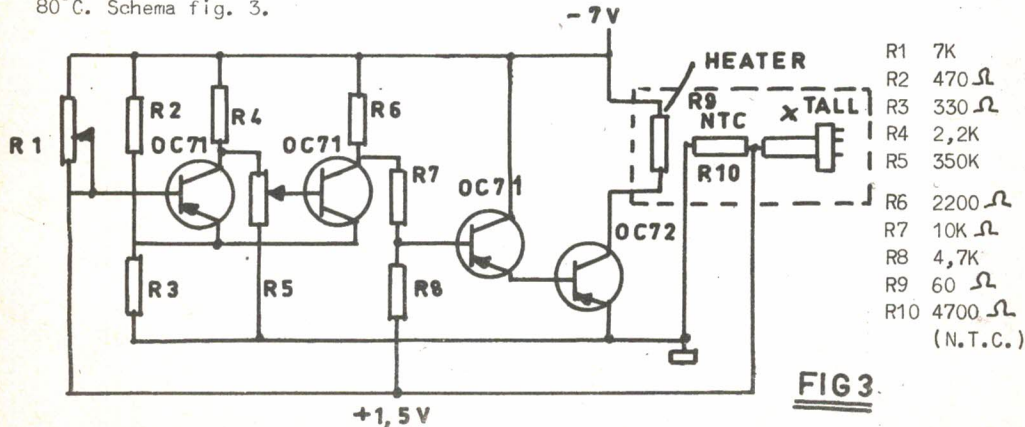 80°C. Schema fig. 3.
- 7V
HEATER
R1
R2
R4
OC71
OC71
R6
R7
OC71
R9
NTC
R10
x TALL
OC72
R3
R5
R8
+1,5V
FIG3
R1 7K
R2 470 Ω
R3 330 Ω
R4 2,2K
R5 350K
R6 2200 Ω
R7 10K Ω
R8 4,7K
R9 60 Ω
R10 4700 Ω
(N.T.C.)